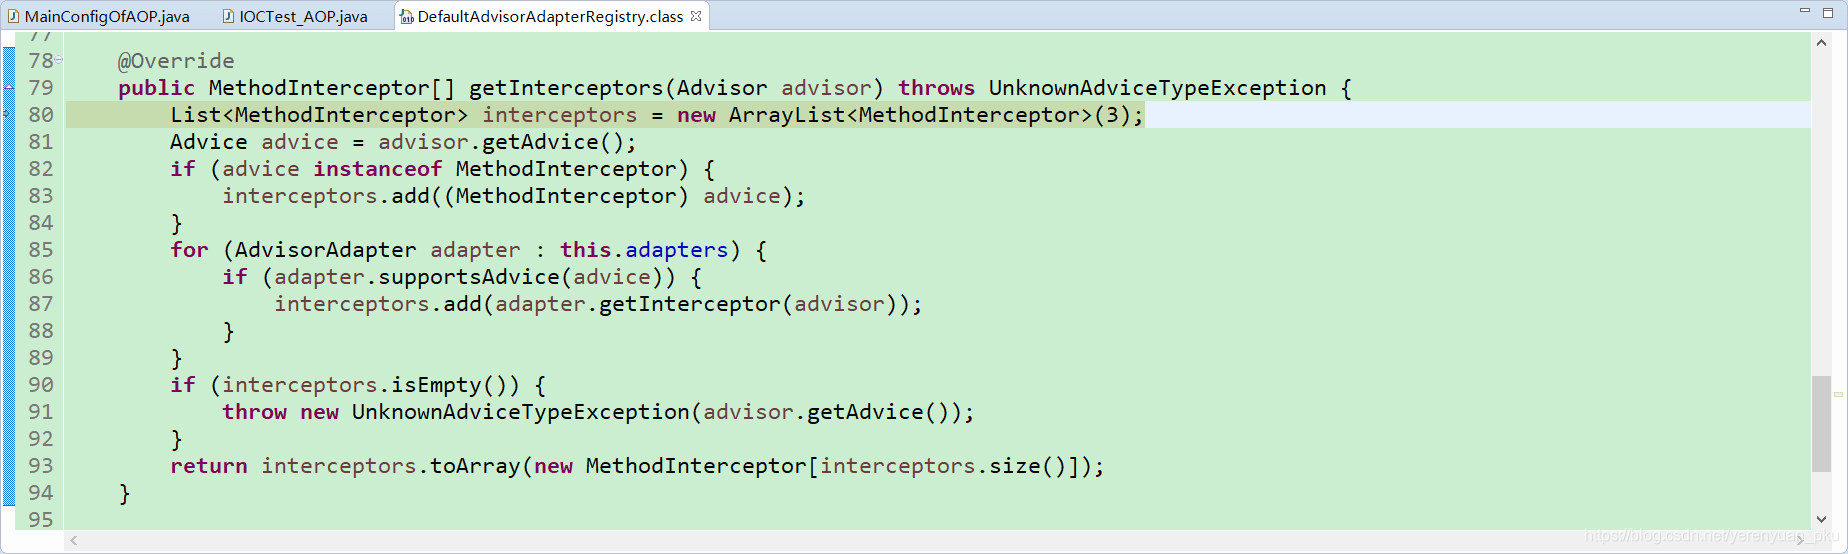 MainConfigOfAOP.java IOCTest_AOP.java DefaultAdvisorAdapterRegistry.class
77
78 @Override
79 public MethodInterceptor[] getInterceptors(Advisor advisor) throws UnknownAdviceTypeException {
80 List<MethodInterceptor> interceptors = new ArrayList<MethodInterceptor>(3);
81 Advice advice = advisor.getAdvice();
82 if (advice instanceof MethodInterceptor) {
83 interceptors.add((MethodInterceptor) advice);
84 }
85 for (AdvisorAdapter adapter : this.adapters) {
86 if (adapter.supportsAdvice(advice)) {
87 interceptors.add(adapter.getInterceptor(advisor));
88 }
89 }
90 if (interceptors.isEmpty()) {
91 throw new UnknownAdviceTypeException(advisor.getAdvice());
92 }
93 return interceptors.toArray(new MethodInterceptor[interceptors.size()]);
94 }
95
https://blog.csdn.net/yerenyuan_pku